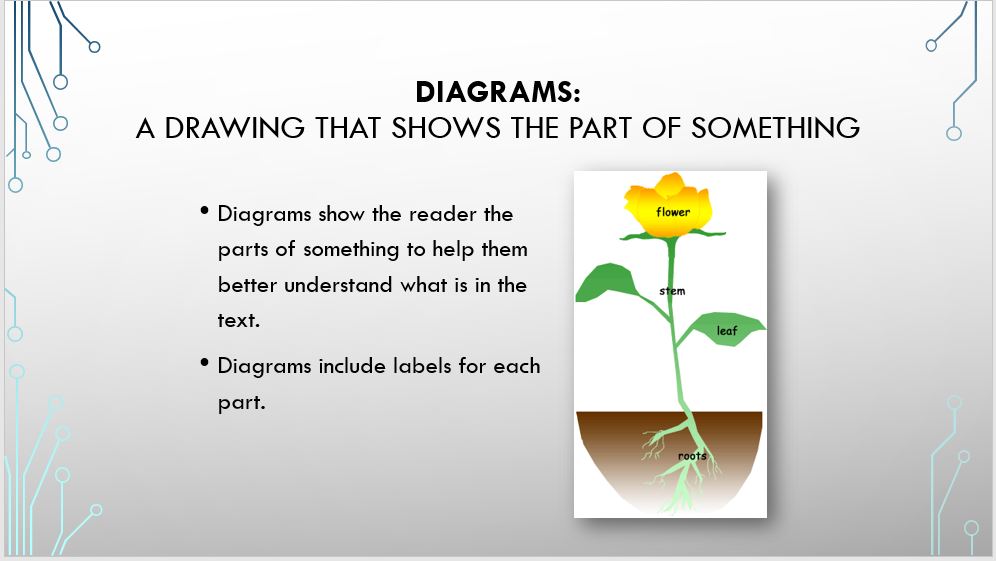 DIAGRAMS:
A DRAWING THAT SHOWS THE PART OF SOMETHING
• Diagrams show the reader the
parts of something to help them
better understand what is in the
text.
• Diagrams include labels for each
part.
flower
stem
leaf
roots